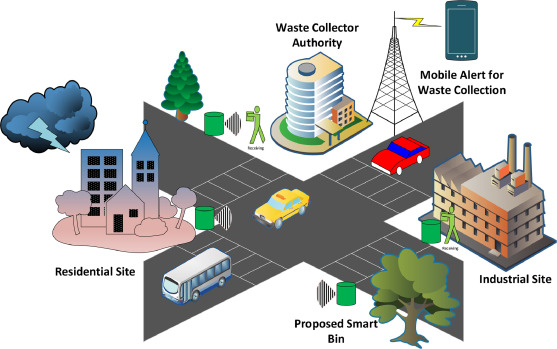 Waste Collector
Authority
Mobile Alert for
Waste Collection
Receiving
Receiving
Residential Site
Industrial Site
Proposed Smart
Bin